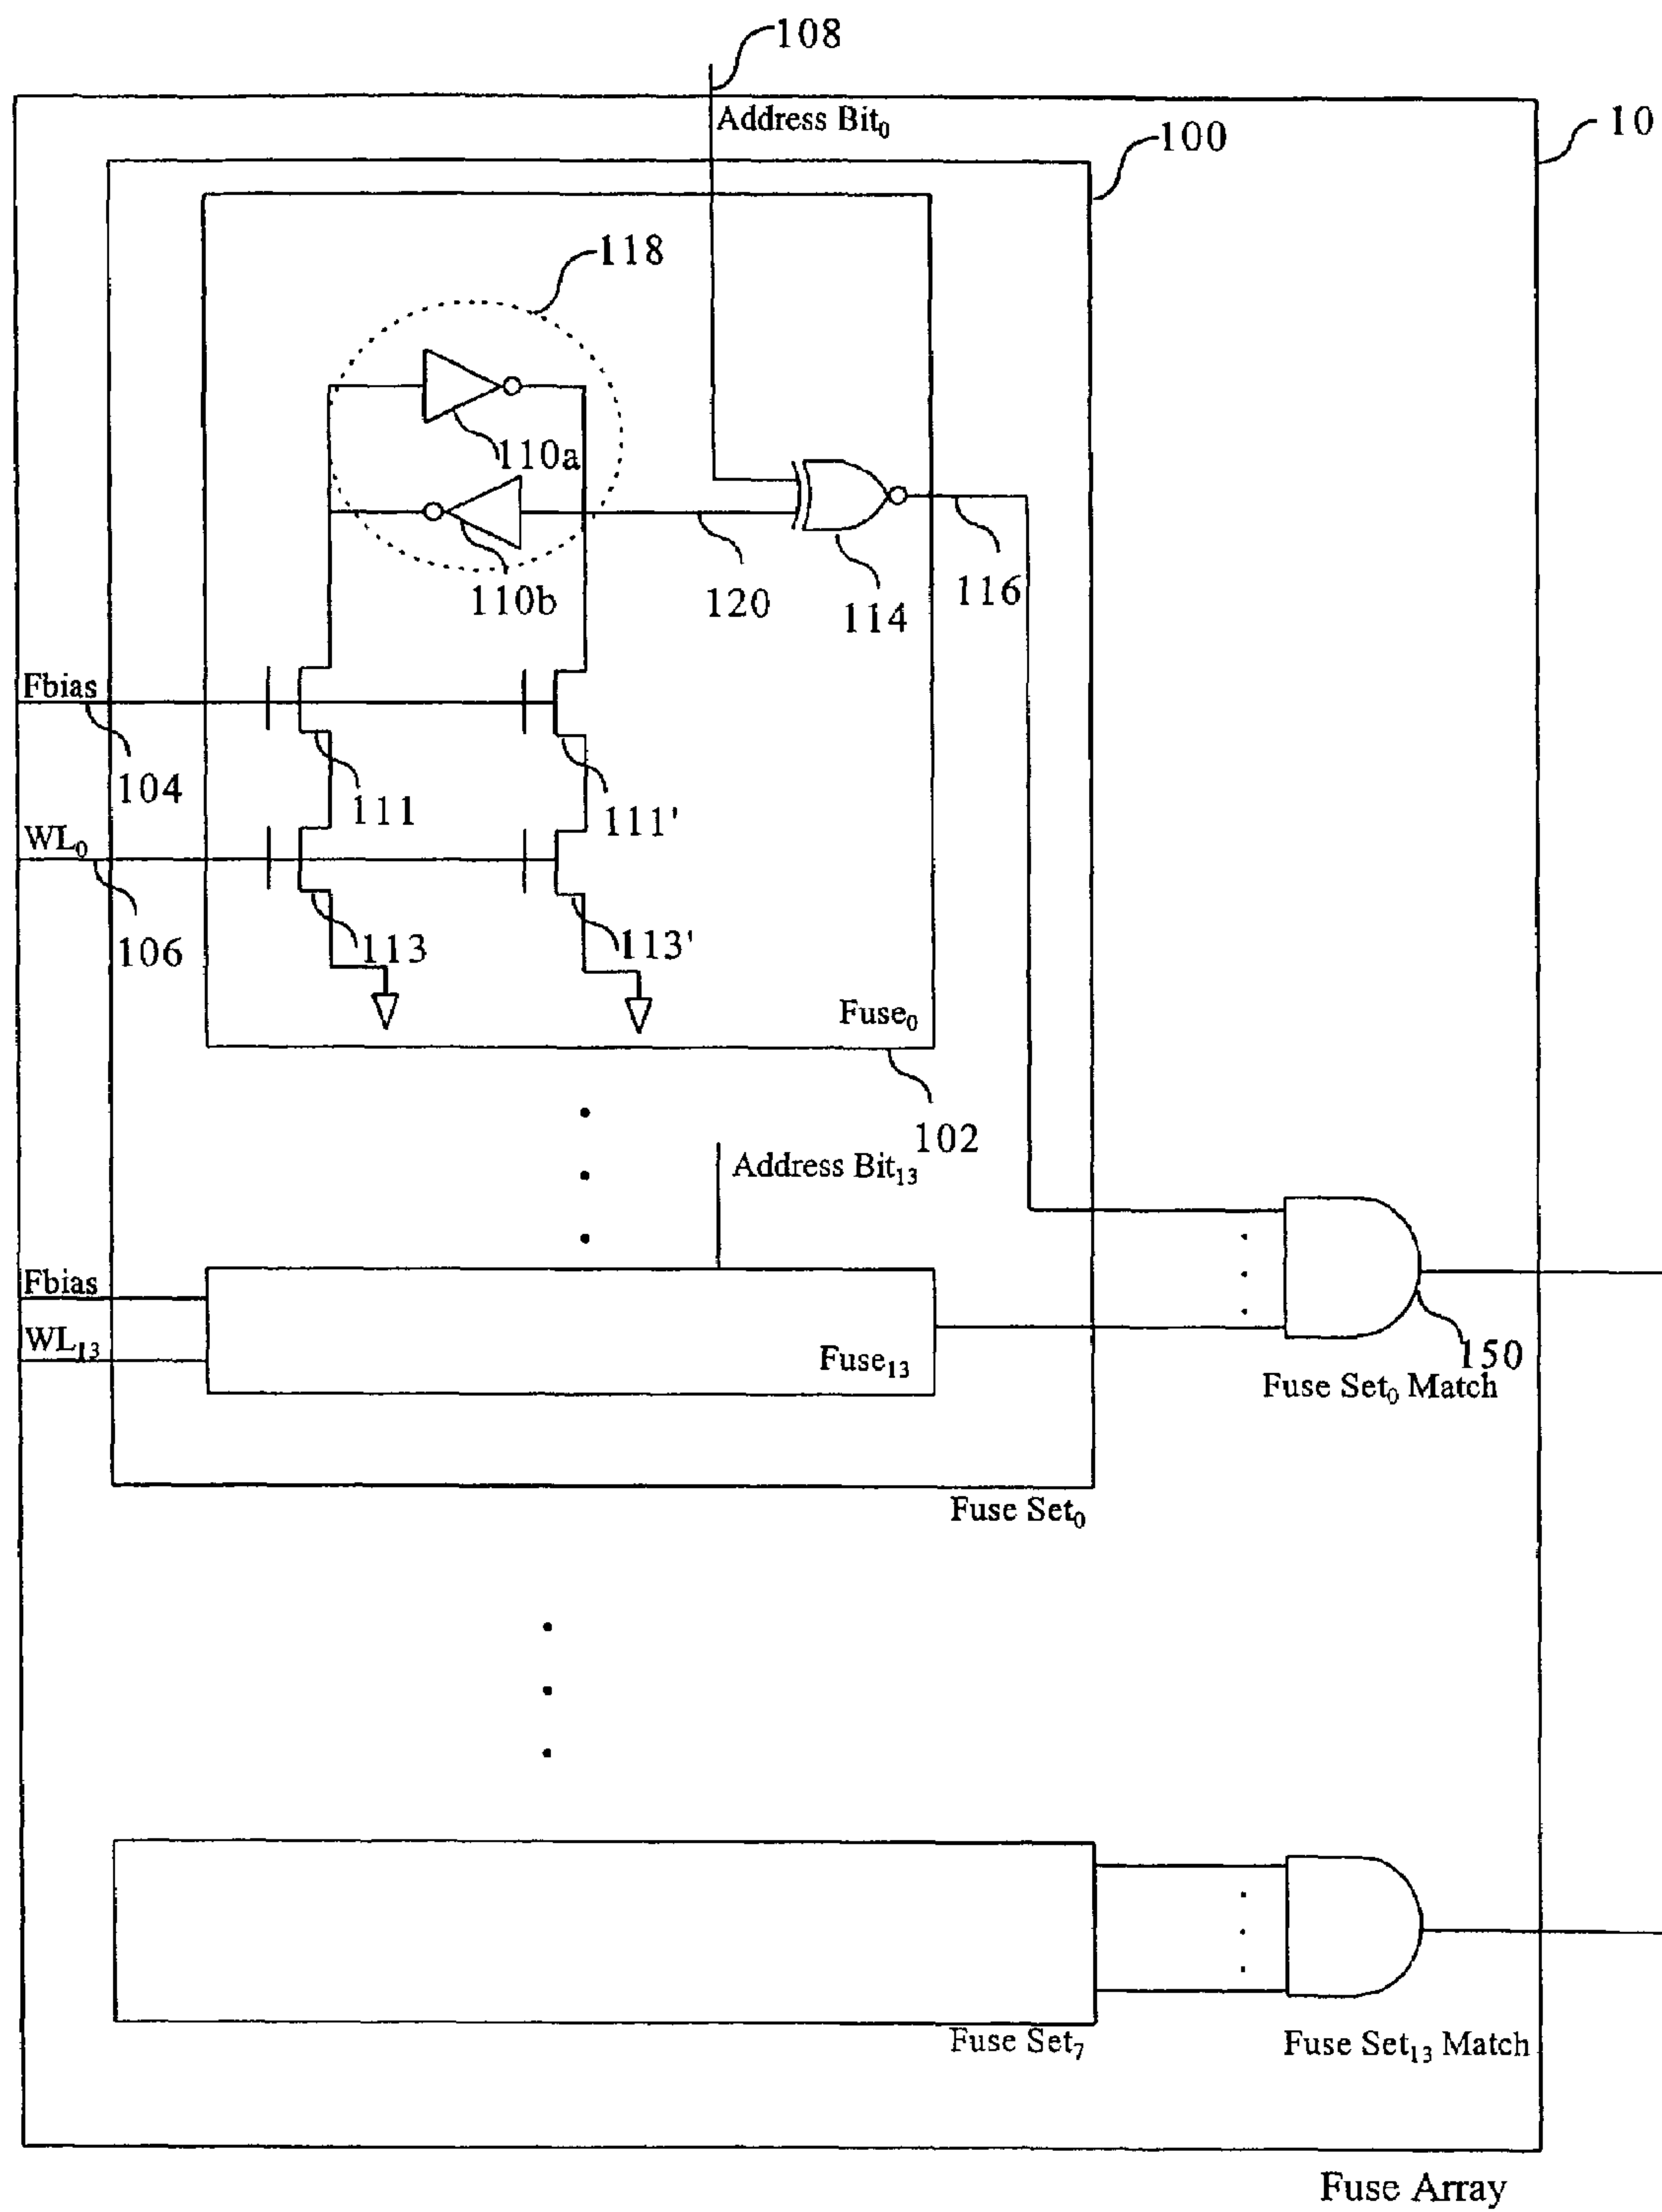 108
Address Bit₀
10
100
118
110a
110b
120
114
116
Fbias
104
111
111'
WL₀
106
113
113'
Fuse₀
102
Address Bit₁₃
Fbias
WL₁₃
Fuse₁₃
150
Fuse Set₀ Match
Fuse Set₀
Fuse Set₇
Fuse Set₁₃ Match
Fuse Array